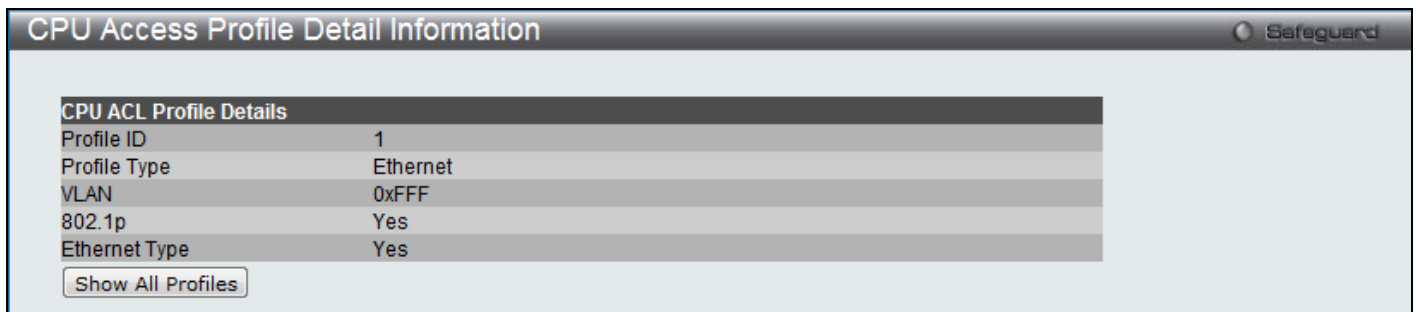 CPU Access Profile Detail Information
Safeguard
CPU ACL Profile Details
Profile ID 1
Profile Type Ethernet
VLAN 0xFFF
802.1p Yes
Ethernet Type Yes
Show All Profiles